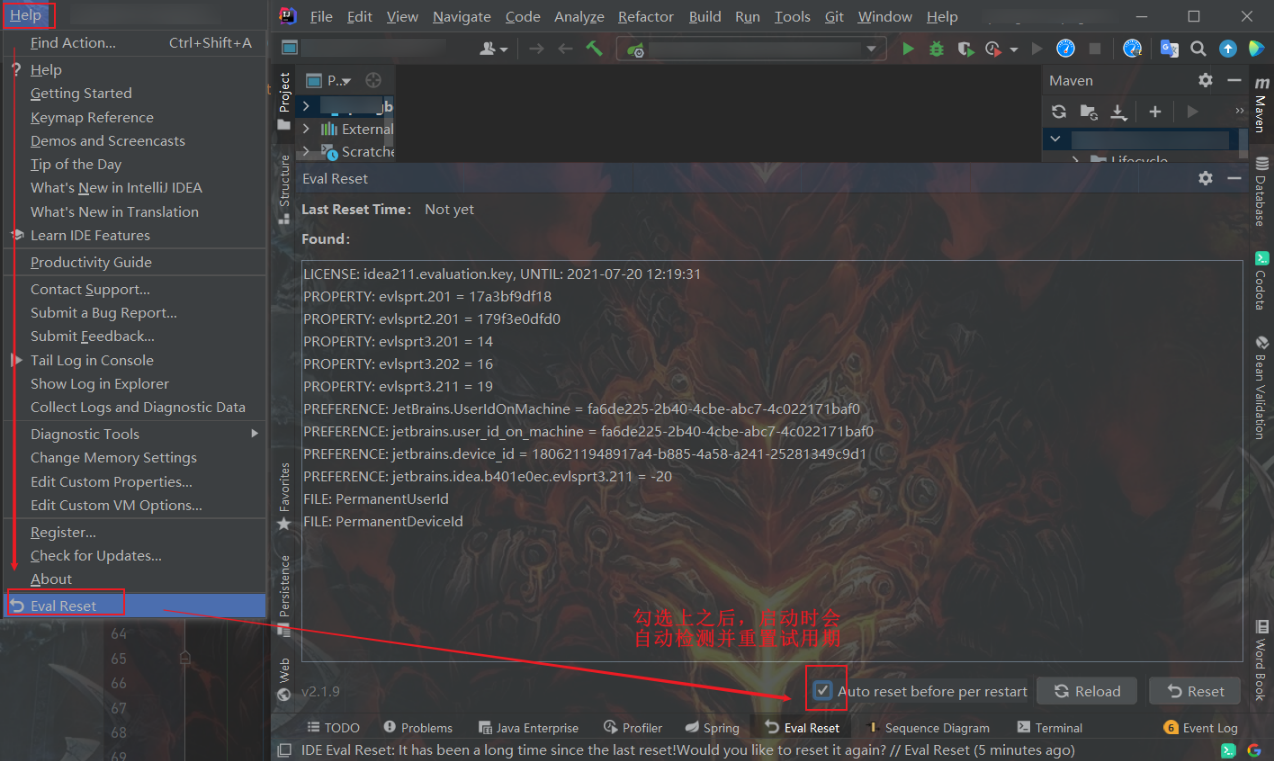 Help
Find Action... Ctrl+Shift+A
? Help
Getting Started
Keymap Reference
Demos and Screencasts
Tip of the Day
What's New in IntelliJ IDEA
What's New in Translation
Learn IDE Features
Productivity Guide
Contact Support...
Submit a Bug Report...
Submit Feedback...
Tail Log in Console
Show Log in Explorer
Collect Logs and Diagnostic Data
Diagnostic Tools
Change Memory Settings
Edit Custom Properties...
Edit Custom VM Options...
Register...
Check for Updates...
About
Eval Reset
64
65
66
67
68
69
File Edit View Navigate Code Analyze Refactor Build Run Tools Git Window Help
Project
P..
External
Scratche
Structure
Favorites
Persistence
Web
Maven
Lifecycle
Maven
Database
Codota
Bean Validation
Word Book
Eval Reset
Last Reset Time: Not yet
Found:
LICENSE: idea211.evaluation.key, UNTIL: 2021-07-20 12:19:31
PROPERTY: evlsprt.201 = 17a3bf9df18
PROPERTY: evlsprt2.201 = 179f3e0dfd0
PROPERTY: evlsprt3.201 = 14
PROPERTY: evlsprt3.202 = 16
PROPERTY: evlsprt3.211 = 19
PREFERENCE: JetBrains.UserIdOnMachine = fa6de225-2b40-4cbe-abc7-4c022171baf0
PREFERENCE: jetbrains.user_id_on_machine = fa6de225-2b40-4cbe-abc7-4c022171baf0
PREFERENCE: jetbrains.device_id = 1806211948917a4-b885-4a58-a241-25281349c9d1
PREFERENCE: jetbrains.idea.b401e0ec.evlsprt3.211 = -20
FILE: PermanentUserId
FILE: PermanentDeviceId
勾选上之后，启动时会
自动检测并重置试用期
v2.1.9
Auto reset before per restart
Reload
Reset
TODO Problems Java Enterprise Profiler Spring Eval Reset Sequence Diagram Terminal 6 Event Log
IDE Eval Reset: It has been a long time since the last reset!Would you like to reset it again? // Eval Reset (5 minutes ago)